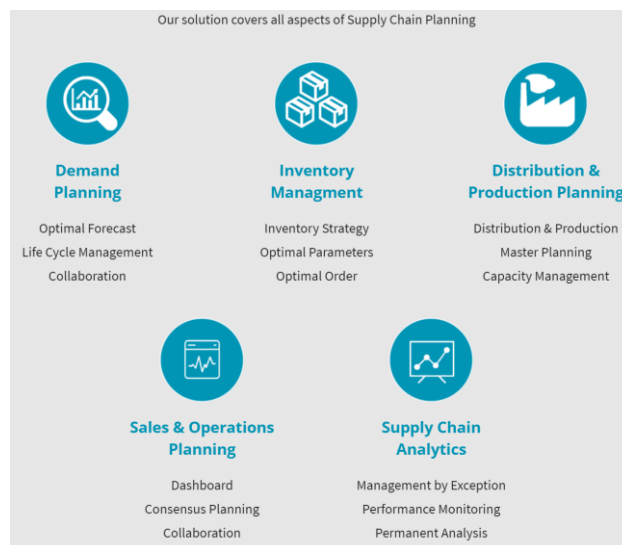 Our solution covers all aspects of Supply Chain Planning
Demand
Planning
Optimal Forecast
Life Cycle Management
Collaboration
Inventory
Managment
Inventory Strategy
Optimal Parameters
Optimal Order
Distribution &
Production Planning
Distribution & Production
Master Planning
Capacity Management
Sales & Operations
Planning
Dashboard
Consensus Planning
Collaboration
Supply Chain
Analytics
Management by Exception
Performance Monitoring
Permanent Analysis